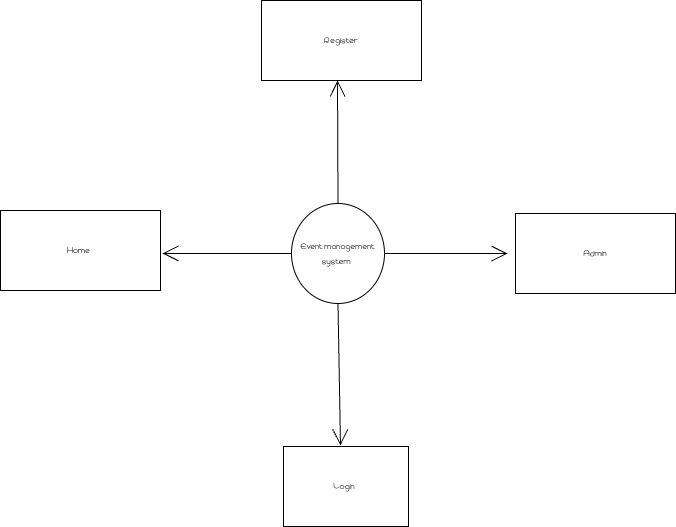 Register
Home
Event management
system
Admin
Login